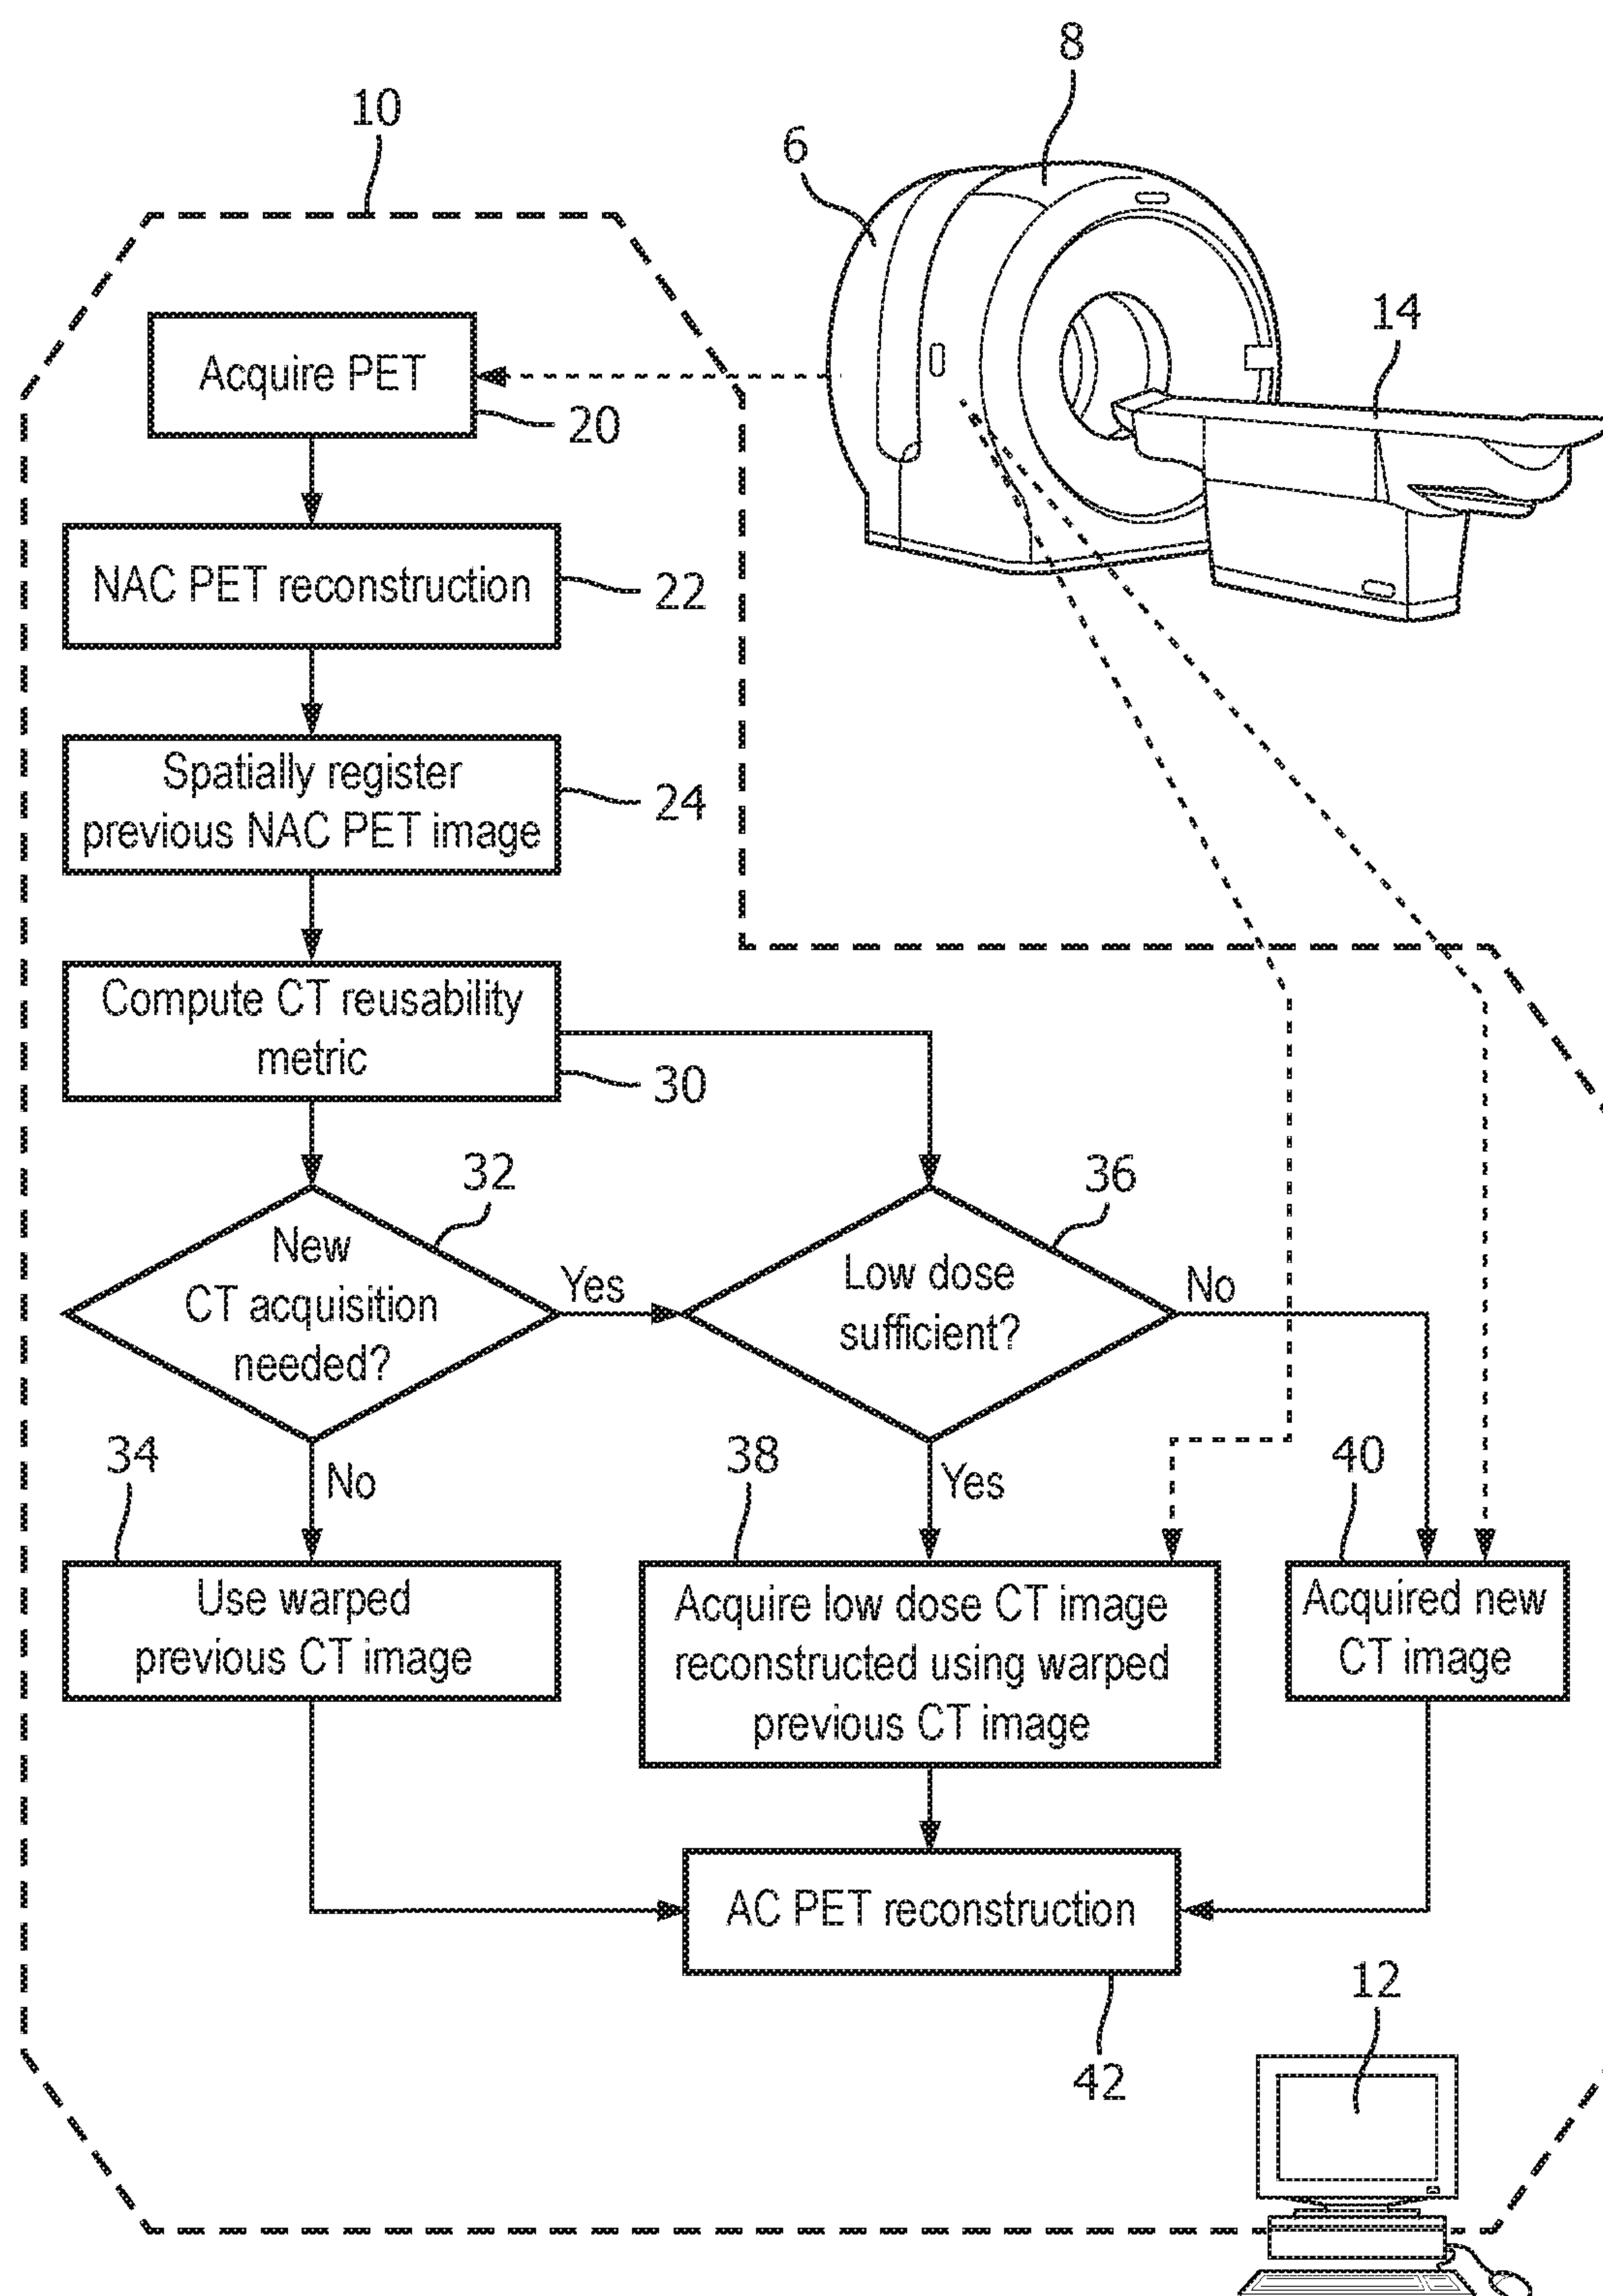 8
10
6
14
Acquire PET
20
NAC PET reconstruction
22
Spatially register
previous NAC PET image
24
Compute CT reusability
metric
30
32
36
New
CT acquisition
needed?
Yes
Low dose
sufficient?
No
34
No
38
Yes
40
Use warped
previous CT image
Acquire low dose CT image
reconstructed using warped
previous CT image
Acquired new
CT image
AC PET reconstruction
42
12